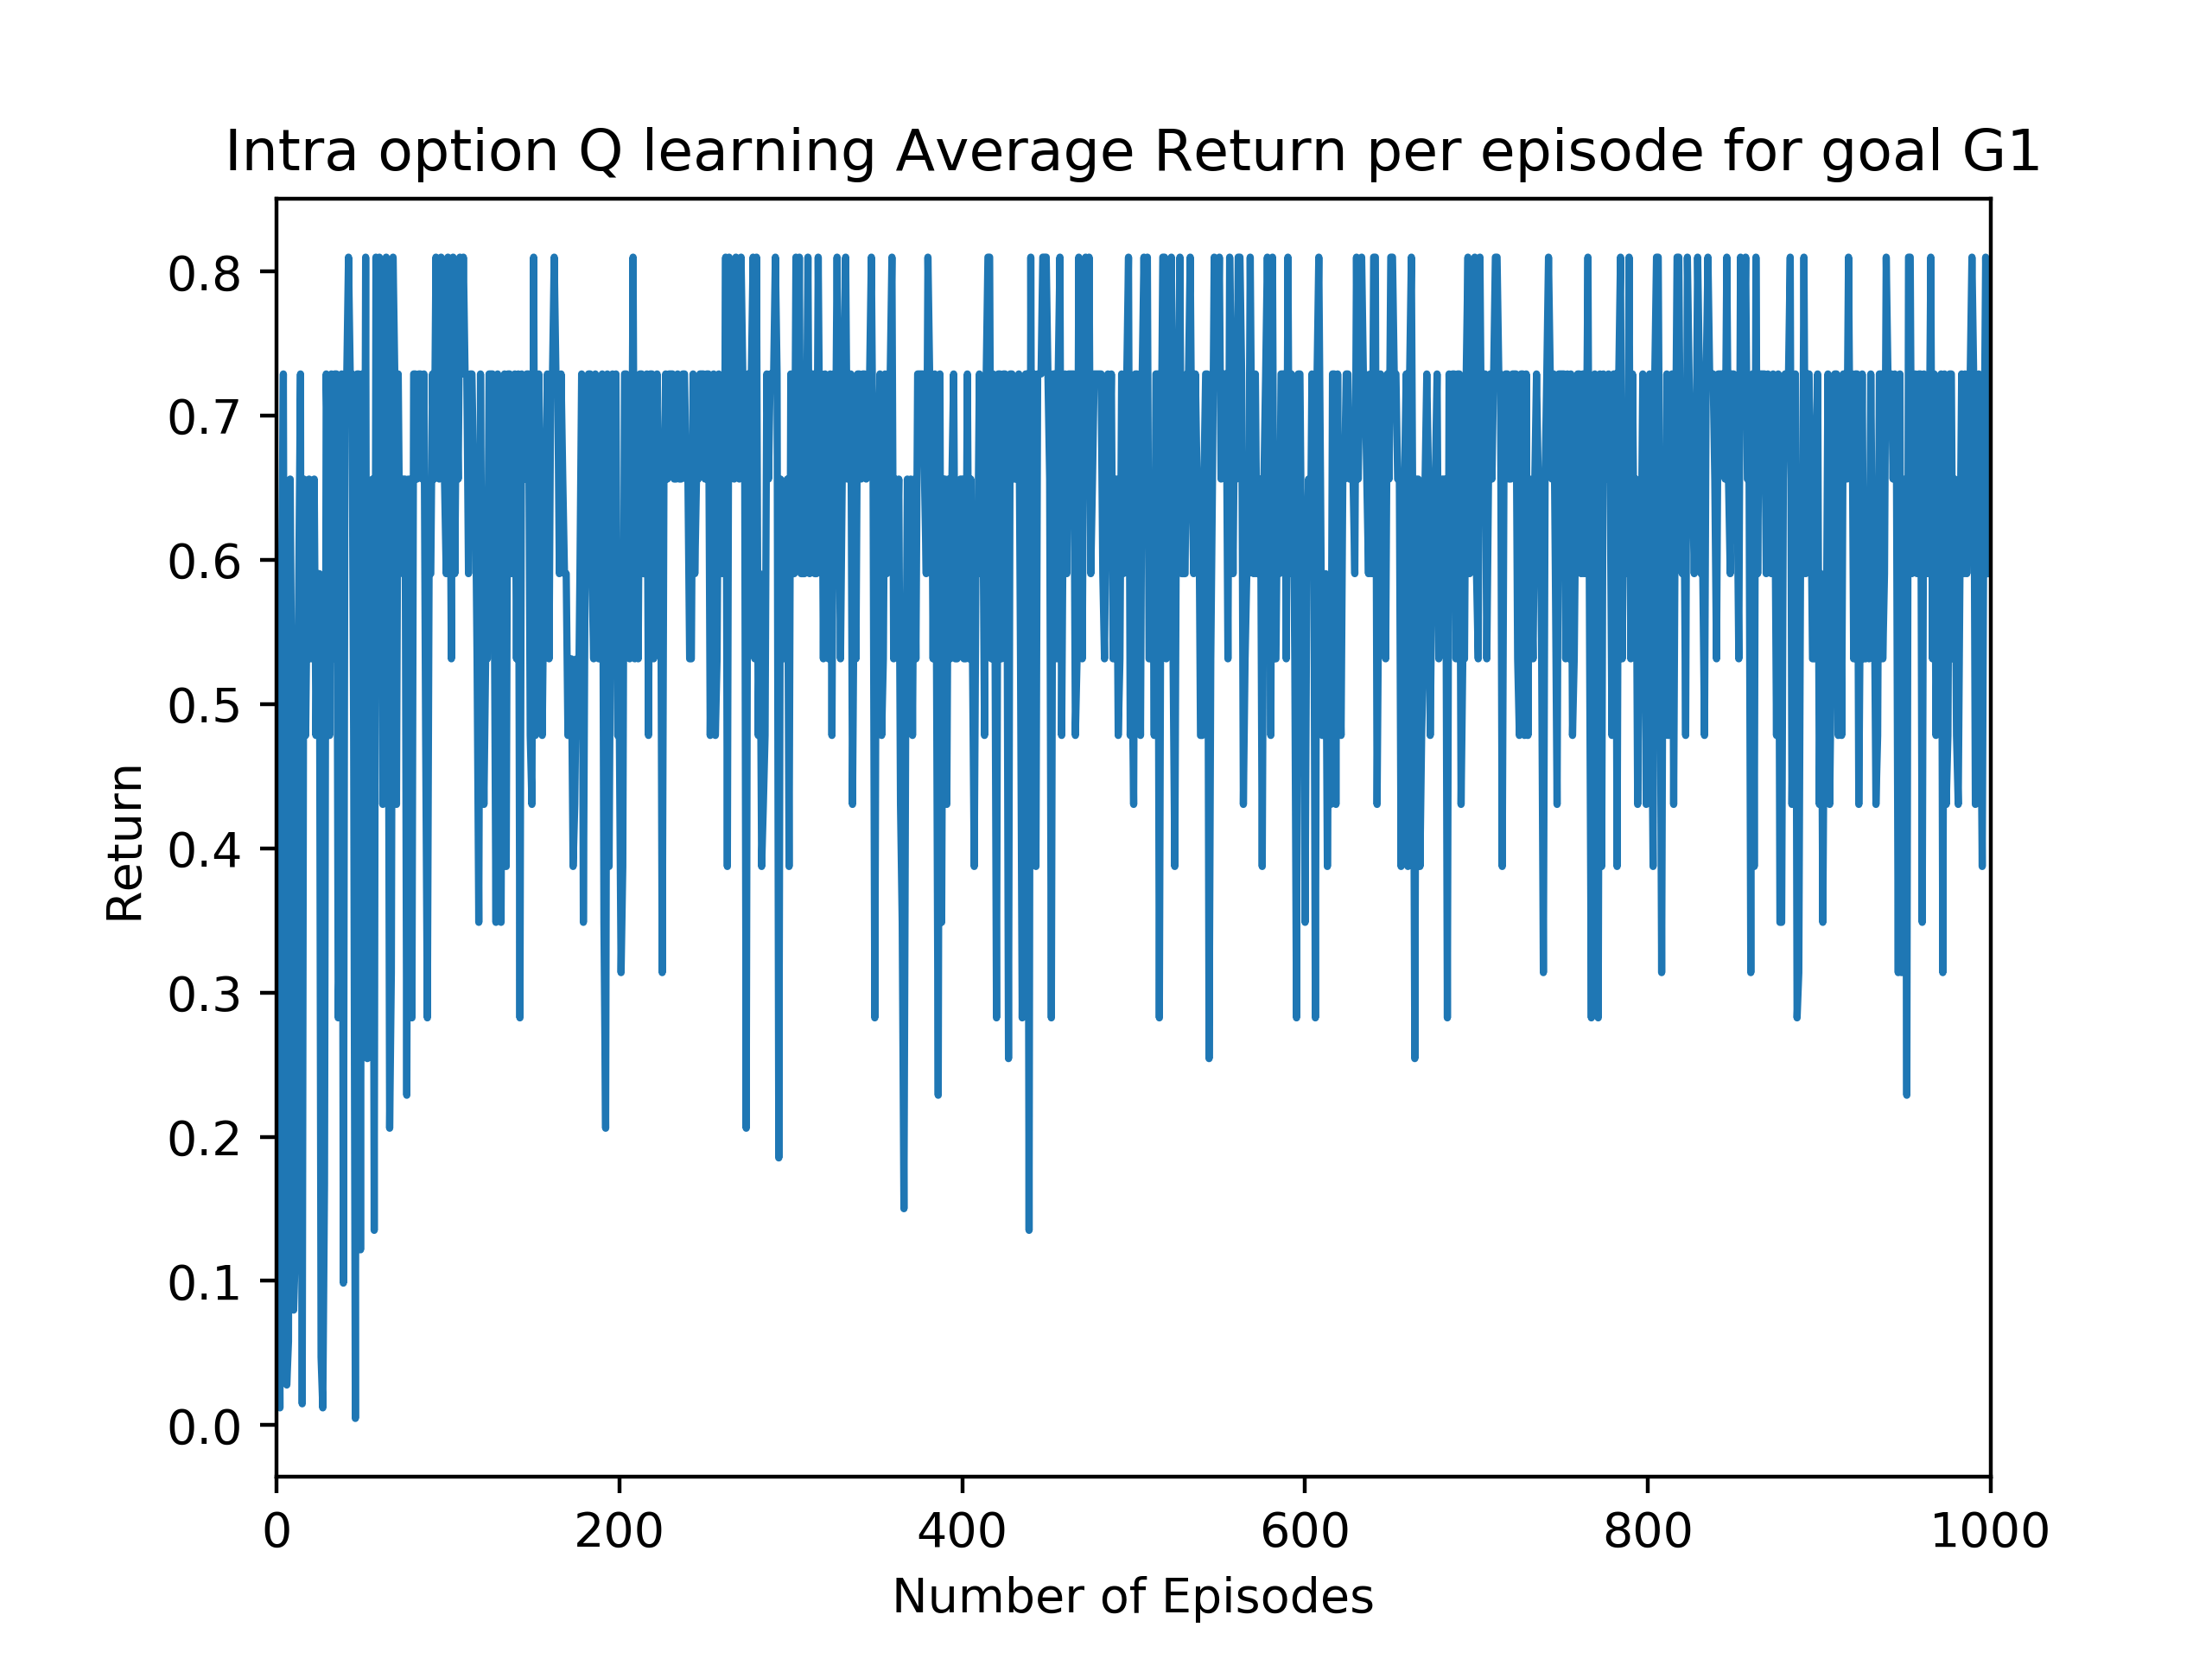 Intra option Q learning Average Return per episode for goal G1
0.8
0.7
0.6
0.5
0.4
0.3
0.2
0.1
0.0
Return
0 200 400 600 800 1000
Number of Episodes